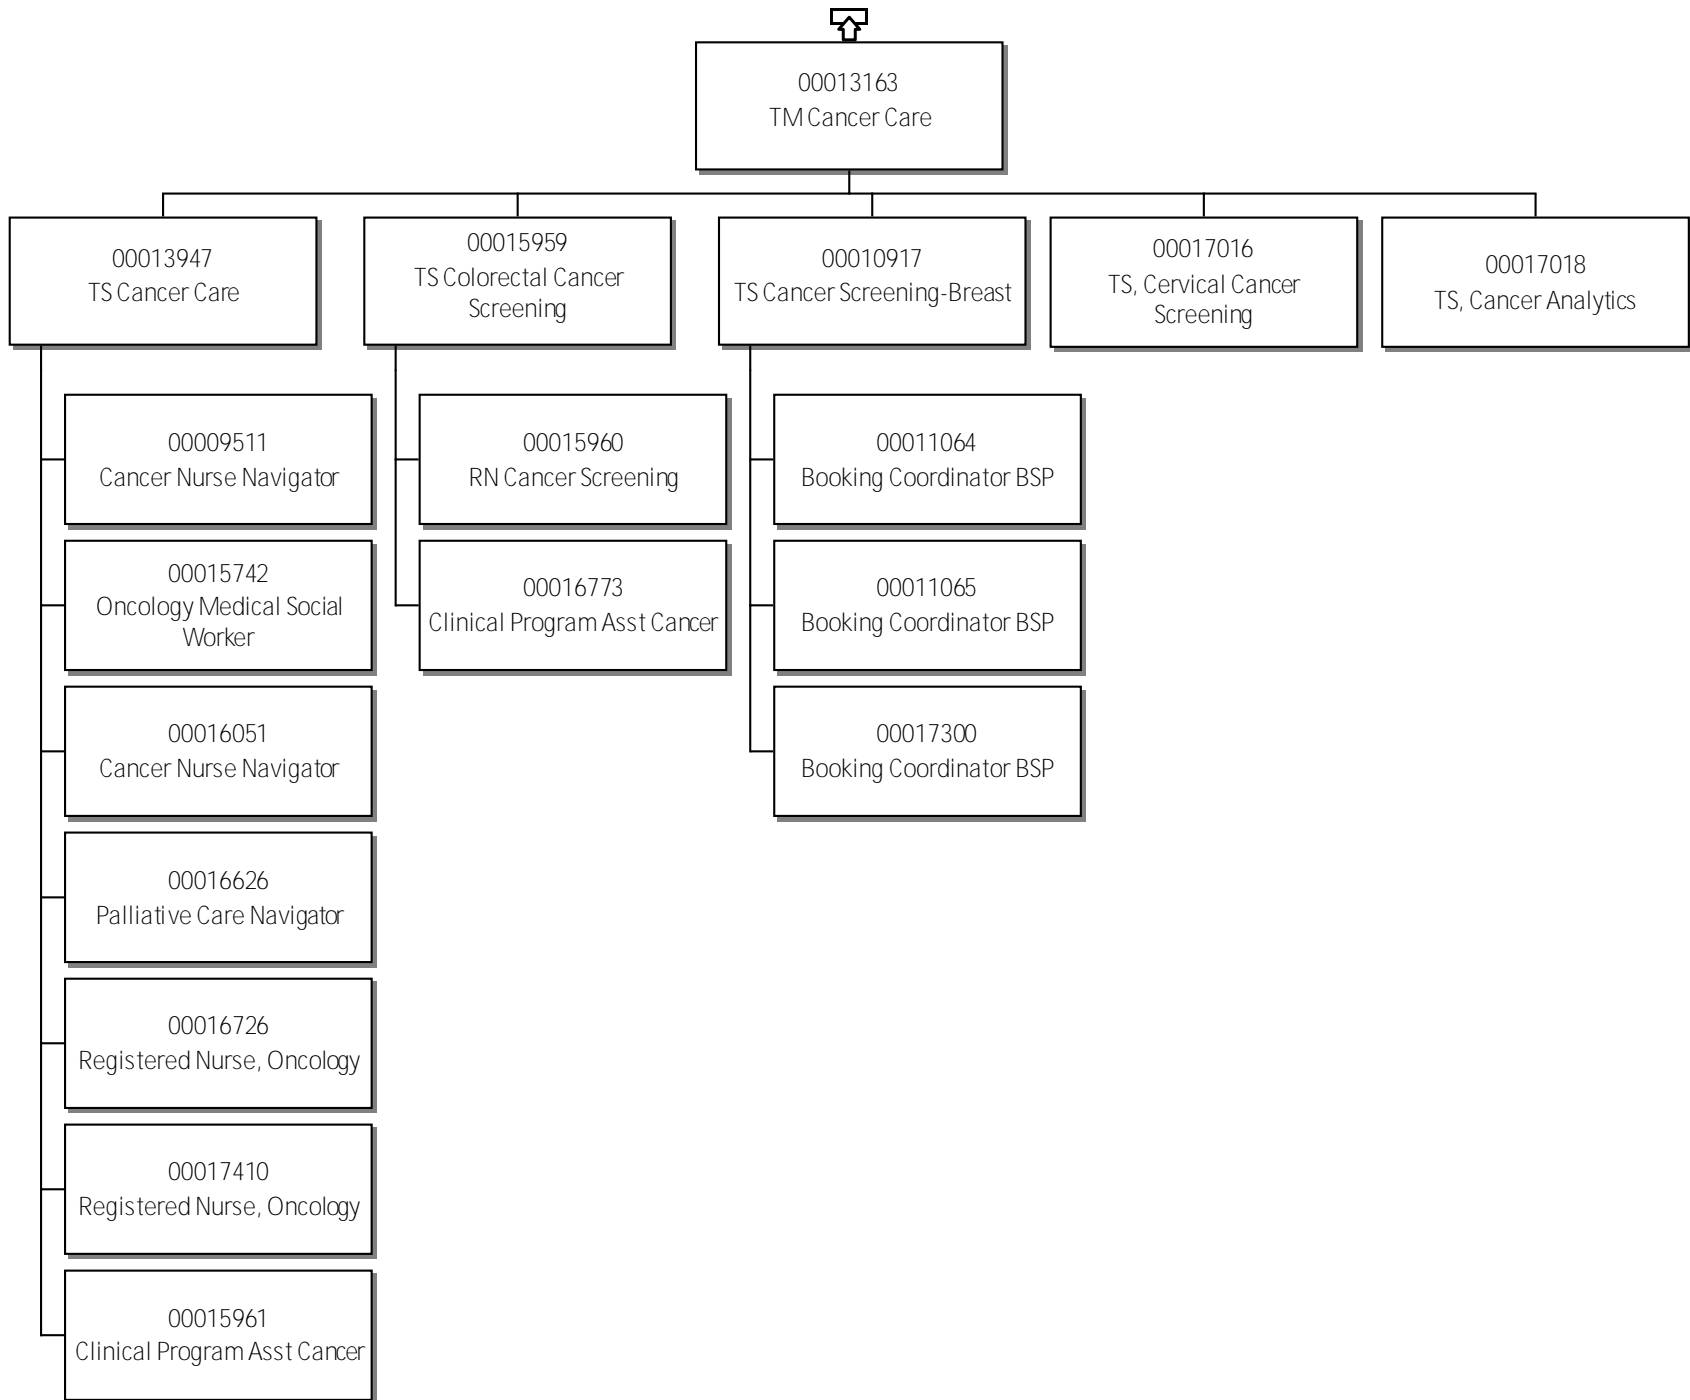 00013163
TM Cancer Care
00013947
TS Cancer Care
00015959
TS Colorectal Cancer
Screening
00010917
TS Cancer Screening-Breast
00017016
TS, Cervical Cancer
Screening
00017018
TS, Cancer Analytics
00009511
Cancer Nurse Navigator
00015742
Oncology Medical Social
Worker
00016051
Cancer Nurse Navigator
00016626
Palliative Care Navigator
00016726
Registered Nurse, Oncology
00017410
Registered Nurse, Oncology
00015961
Clinical Program Asst Cancer
00015960
RN Cancer Screening
00016773
Clinical Program Asst Cancer
00011064
Booking Coordinator BSP
00011065
Booking Coordinator BSP
00017300
Booking Coordinator BSP